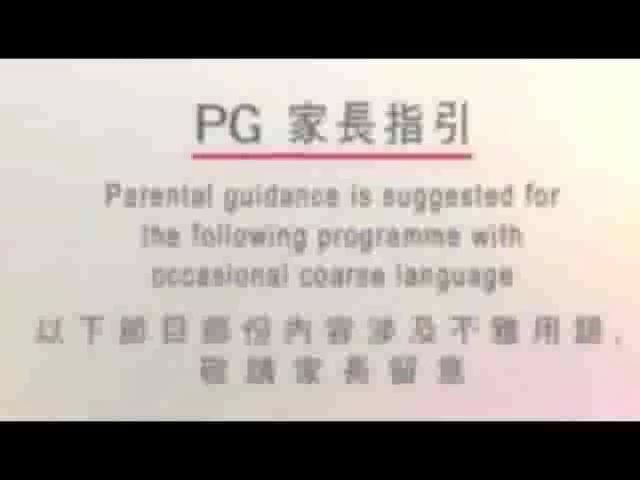 PG 家長指引
Parental guidance is suggested for
the following programme with
occasional coarse language
以下節目部份內容涉及不雅用語,
敬請家長留意